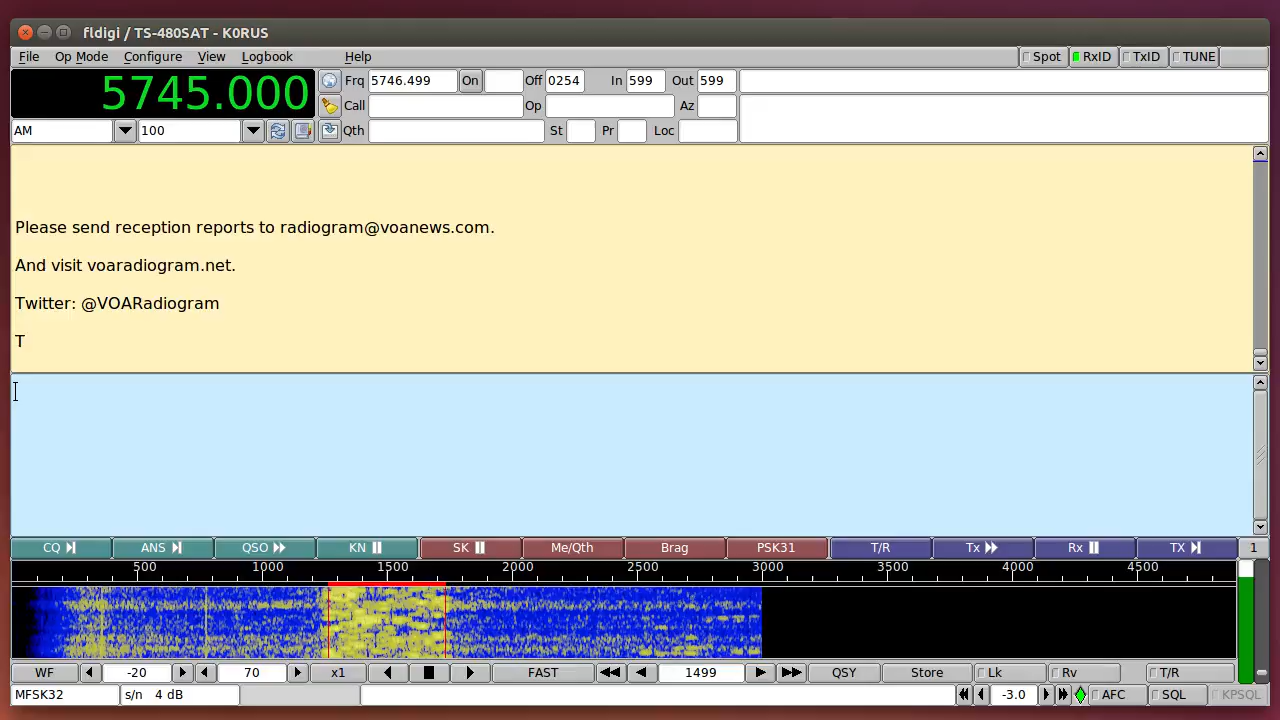 fldigi / TS-480SAT - K0RUS
File Op Mode Configure View Logbook Help Spot RxID TxID TUNE
5745.000 Frq 5746.499 On Off 0254 In 599 Out 599
Call Op Az
AM 100 Qth St Pr Loc
Please send reception reports to radiogram@voanews.com.
And visit voaradiogram.net.
Twitter: @VOARadiogram
T
CQ ANS QSO KN SK Me/Qth Brag PSK31 T/R Tx Rx TX 1
500 1000 1500 2000 2500 3000 3500 4000 4500
WF -20 70 x1 FAST 1499 QSY Store Lk Rv T/R
MFSK32 s/n 4 dB -3.0 AFC SQL KPSQL